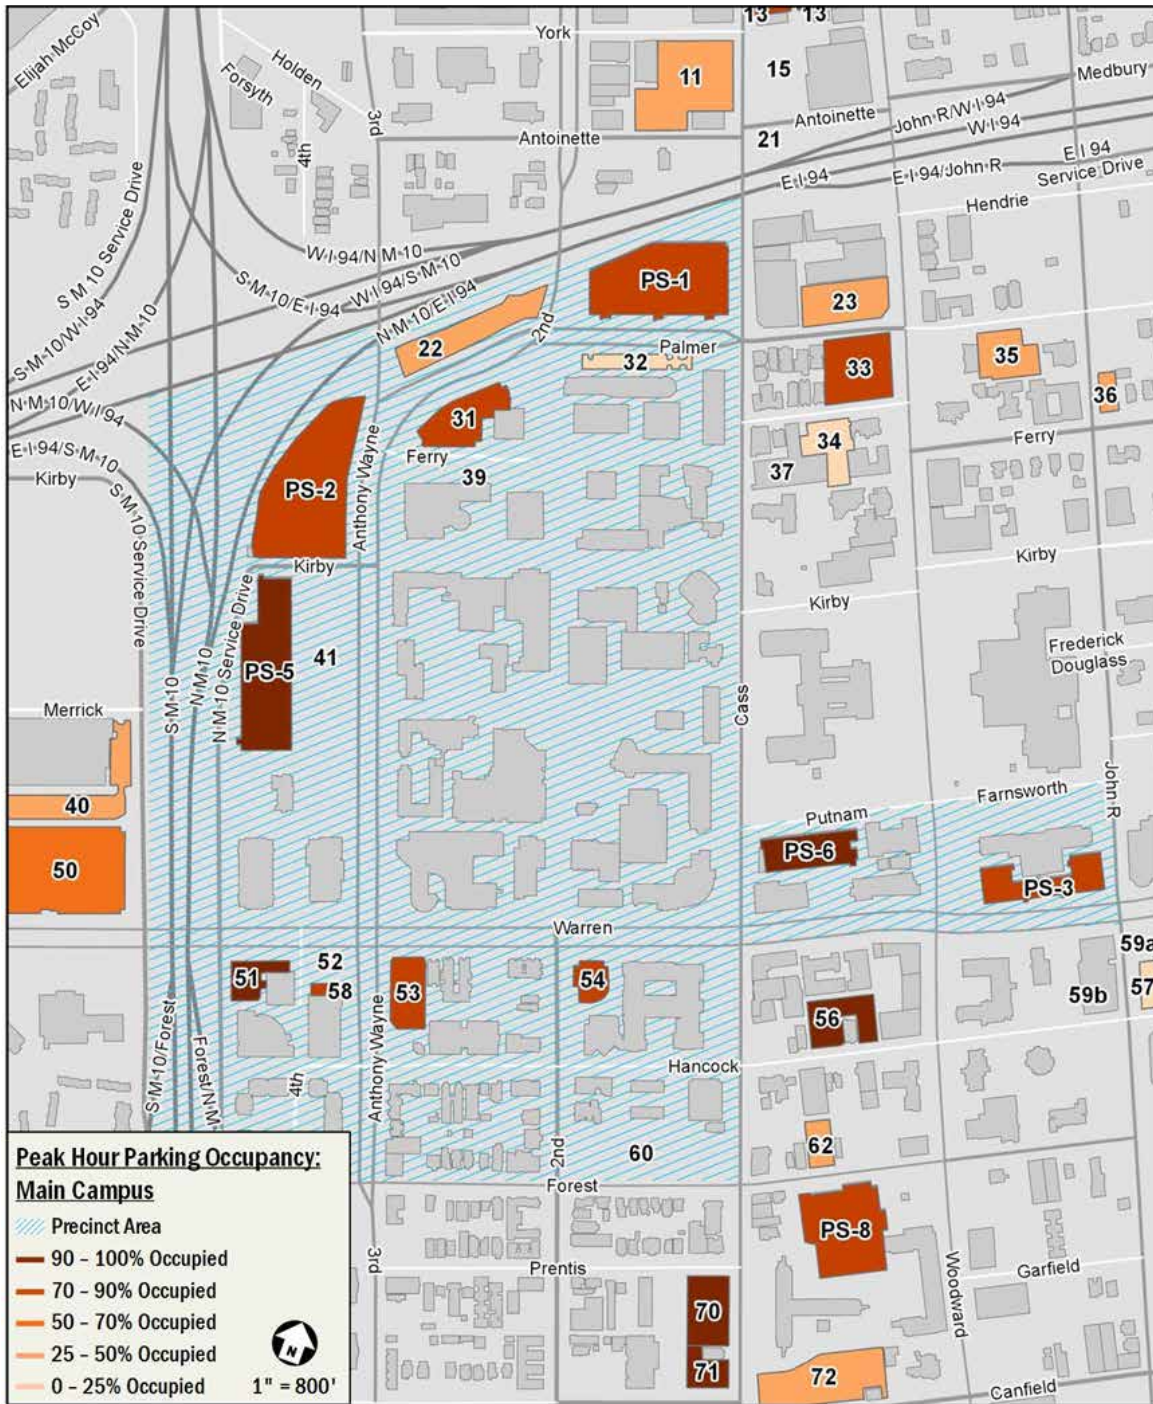 13
13
York
Elijah McCoy
Holden
Forsyth
11
15
Medbury
3rd
4th
Antoinette
Antoinette
John R/W I 94
W I 94
21
E I 94
E I 94/John R
E I 94
Service Drive
Hendrie
S M 10 Service Drive
W I 94/N M 10
S M 10/E I 94
W I 94/S M 10
N M 10/E I 94
PS-1
23
S M 10/W I 94
E I 94/N M 10
22
2nd
Palmer
32
33
35
36
N M 10/W I 94
31
34
Ferry
E I 94/S M 10
Kirby
Ferry
39
37
PS-2
Anthony Wayne
S M 10 Service Drive
Kirby
Kirby
Kirby
N M 10 Service Drive
41
PS-5
Frederick
Douglass
S M 10
N M 10
Cass
Merrick
John R
40
Farnsworth
Putnam
PS-6
50
PS-3
Warren
59a
51
52
58
53
54
56
59b
57
Anthony Wayne
S M 10/Forest
Forest/N M
4th
Hancock
62
2nd
60
Forest
PS-8
3rd
Prentis
Woodward
Garfield
70
71
72
Canfield
Peak Hour Parking Occupancy:
Main Campus
Precinct Area
90 – 100% Occupied
70 – 90% Occupied
50 – 70% Occupied
25 – 50% Occupied
0 – 25% Occupied
N
1" = 800'